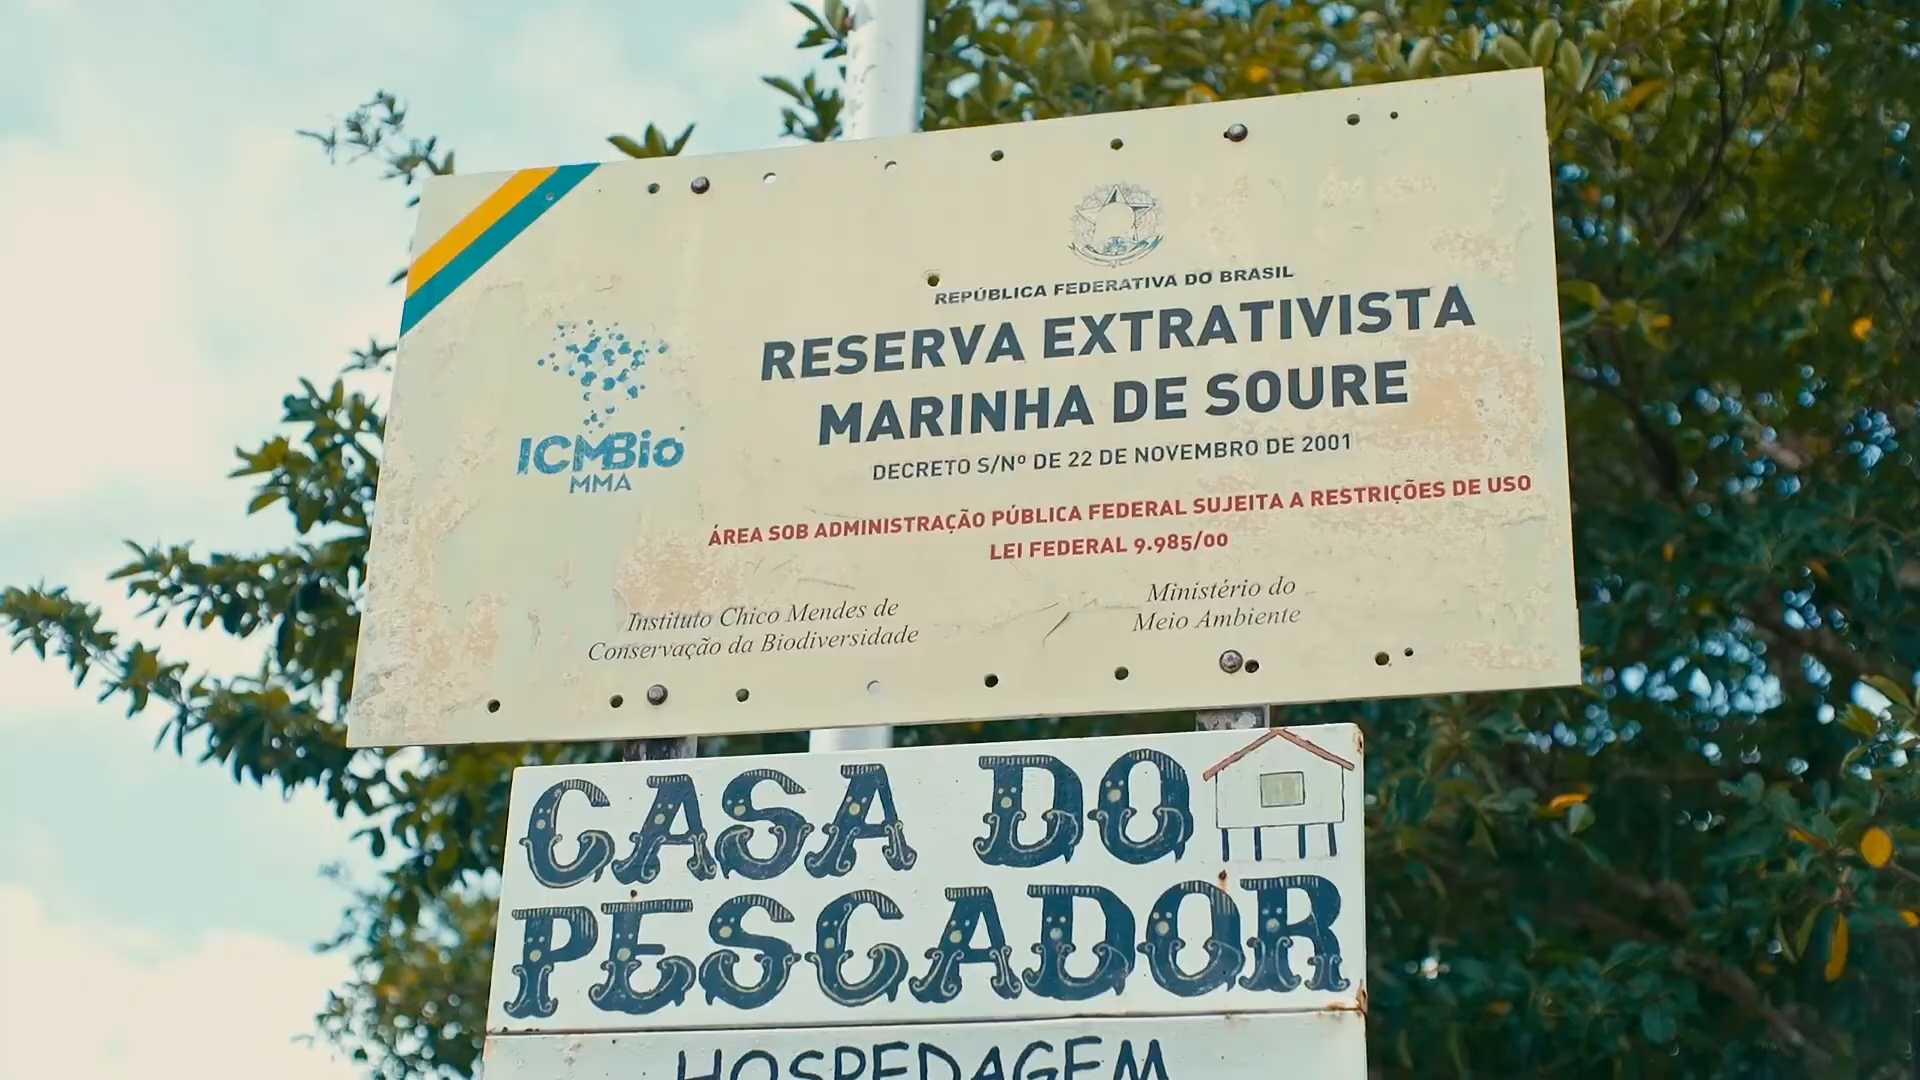 REPÚBLICA FEDERATIVA DO BRASIL
RESERVA EXTRATIVISTA
MARINHA DE SOURE
DECRETO S/Nº DE 22 DE NOVEMBRO DE 2001
ICMBio
MMA
ÁREA SOB ADMINISTRAÇÃO PÚBLICA FEDERAL SUJEITA A RESTRIÇÕES DE USO
LEI FEDERAL 9.985/00
Instituto Chico Mendes de
Conservação da Biodiversidade
Ministério do
Meio Ambiente
CASA DO
PESCADOR
HOSPEDAGEM